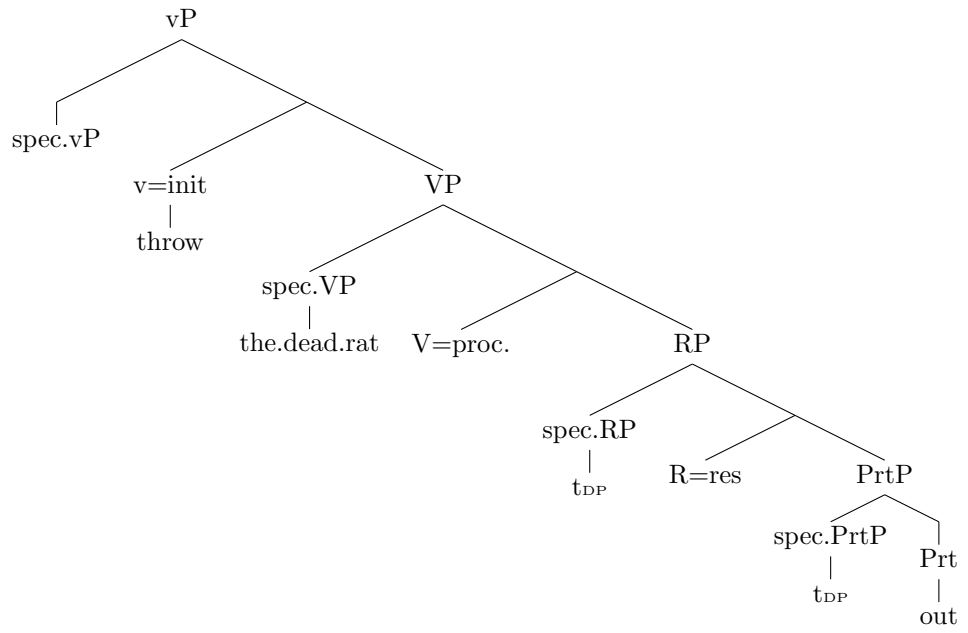 vP
spec.vP
v=init
VP
throw
spec.VP
the.dead.rat
V=proc.
RP
spec.RP
tDP
R=res
PrtP
spec.PrtP
Prt
tDP
out